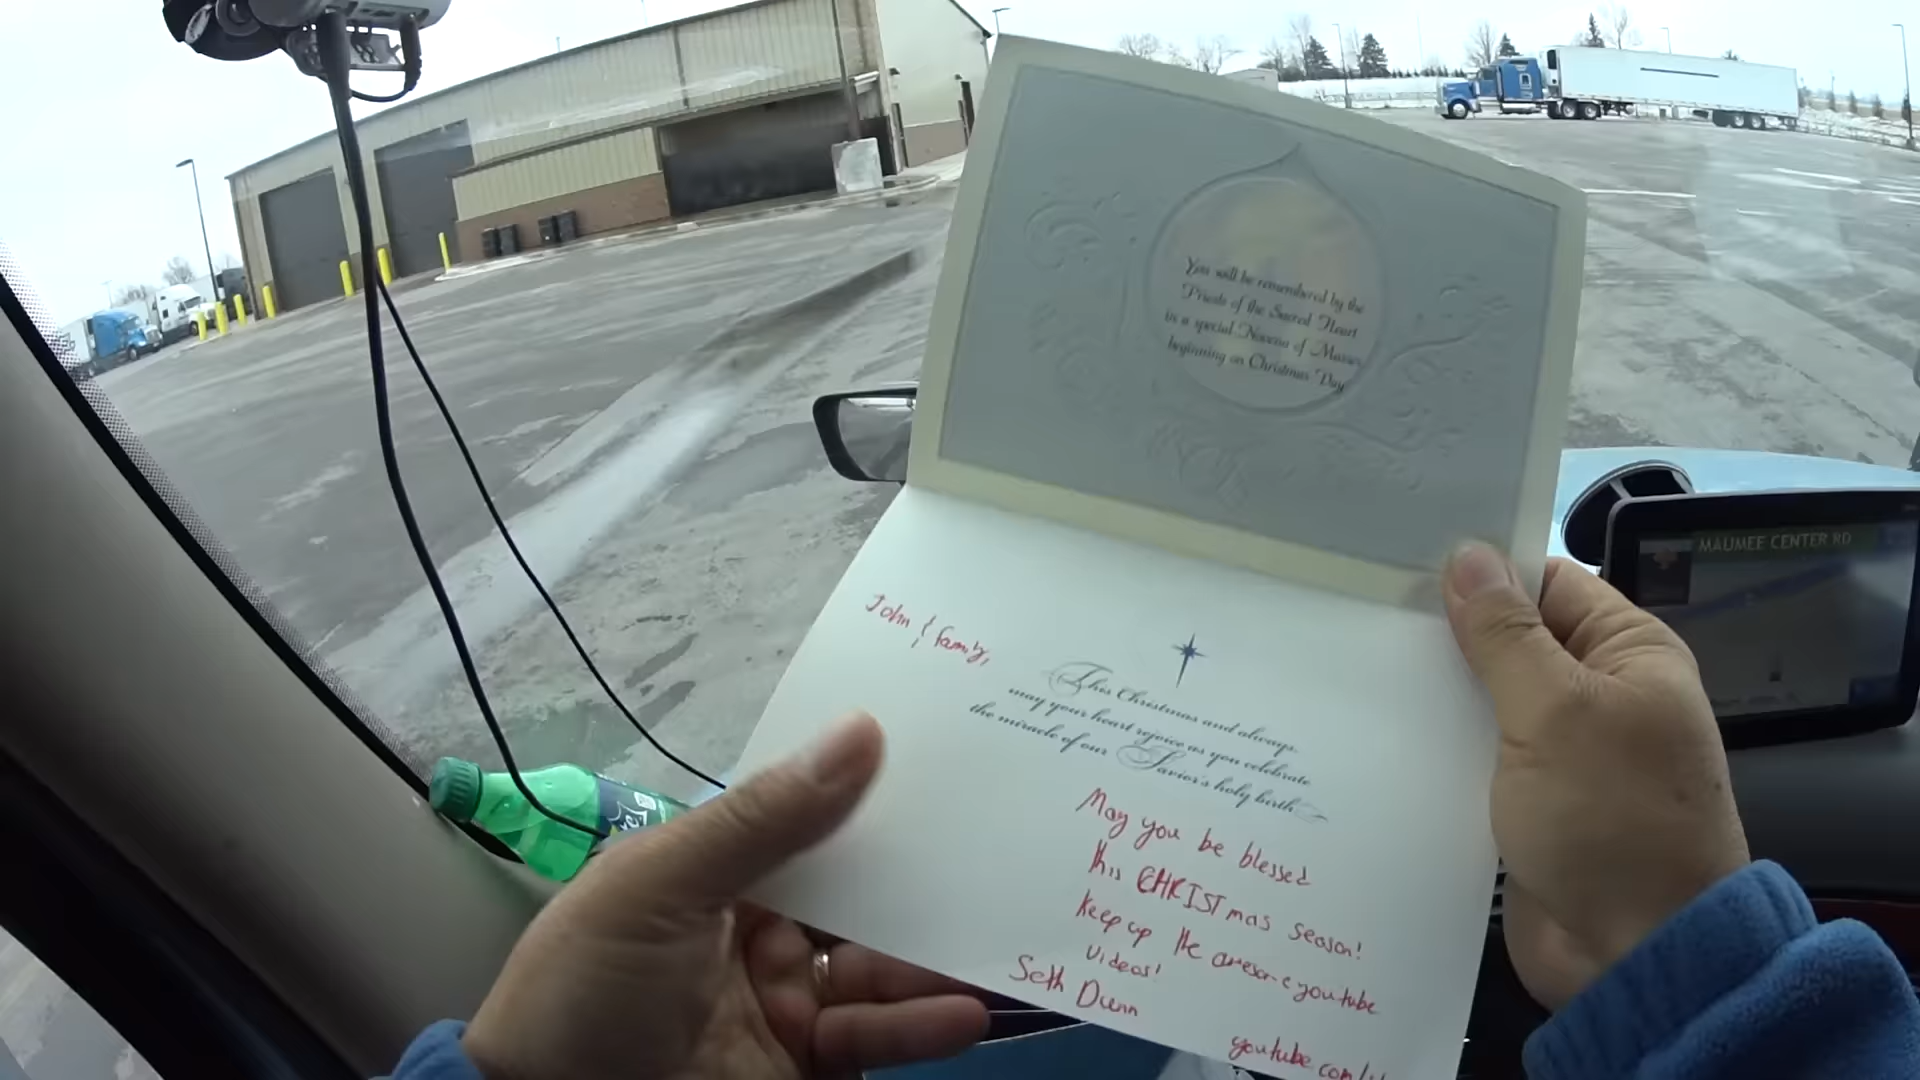 You will be remembered by the
Priests of the Sacred Heart
in a special Novena of Masses
beginning on Christmas Day
MAUMEE CENTER RD
John & family,
This Christmas and always,
may your heart rejoice as you celebrate
the miracle of our Savior's holy birth.
May you be blessed
this CHRISTmas season!
Keep up the awesome youtube
videos!
Seth Dunn
youtube.com/